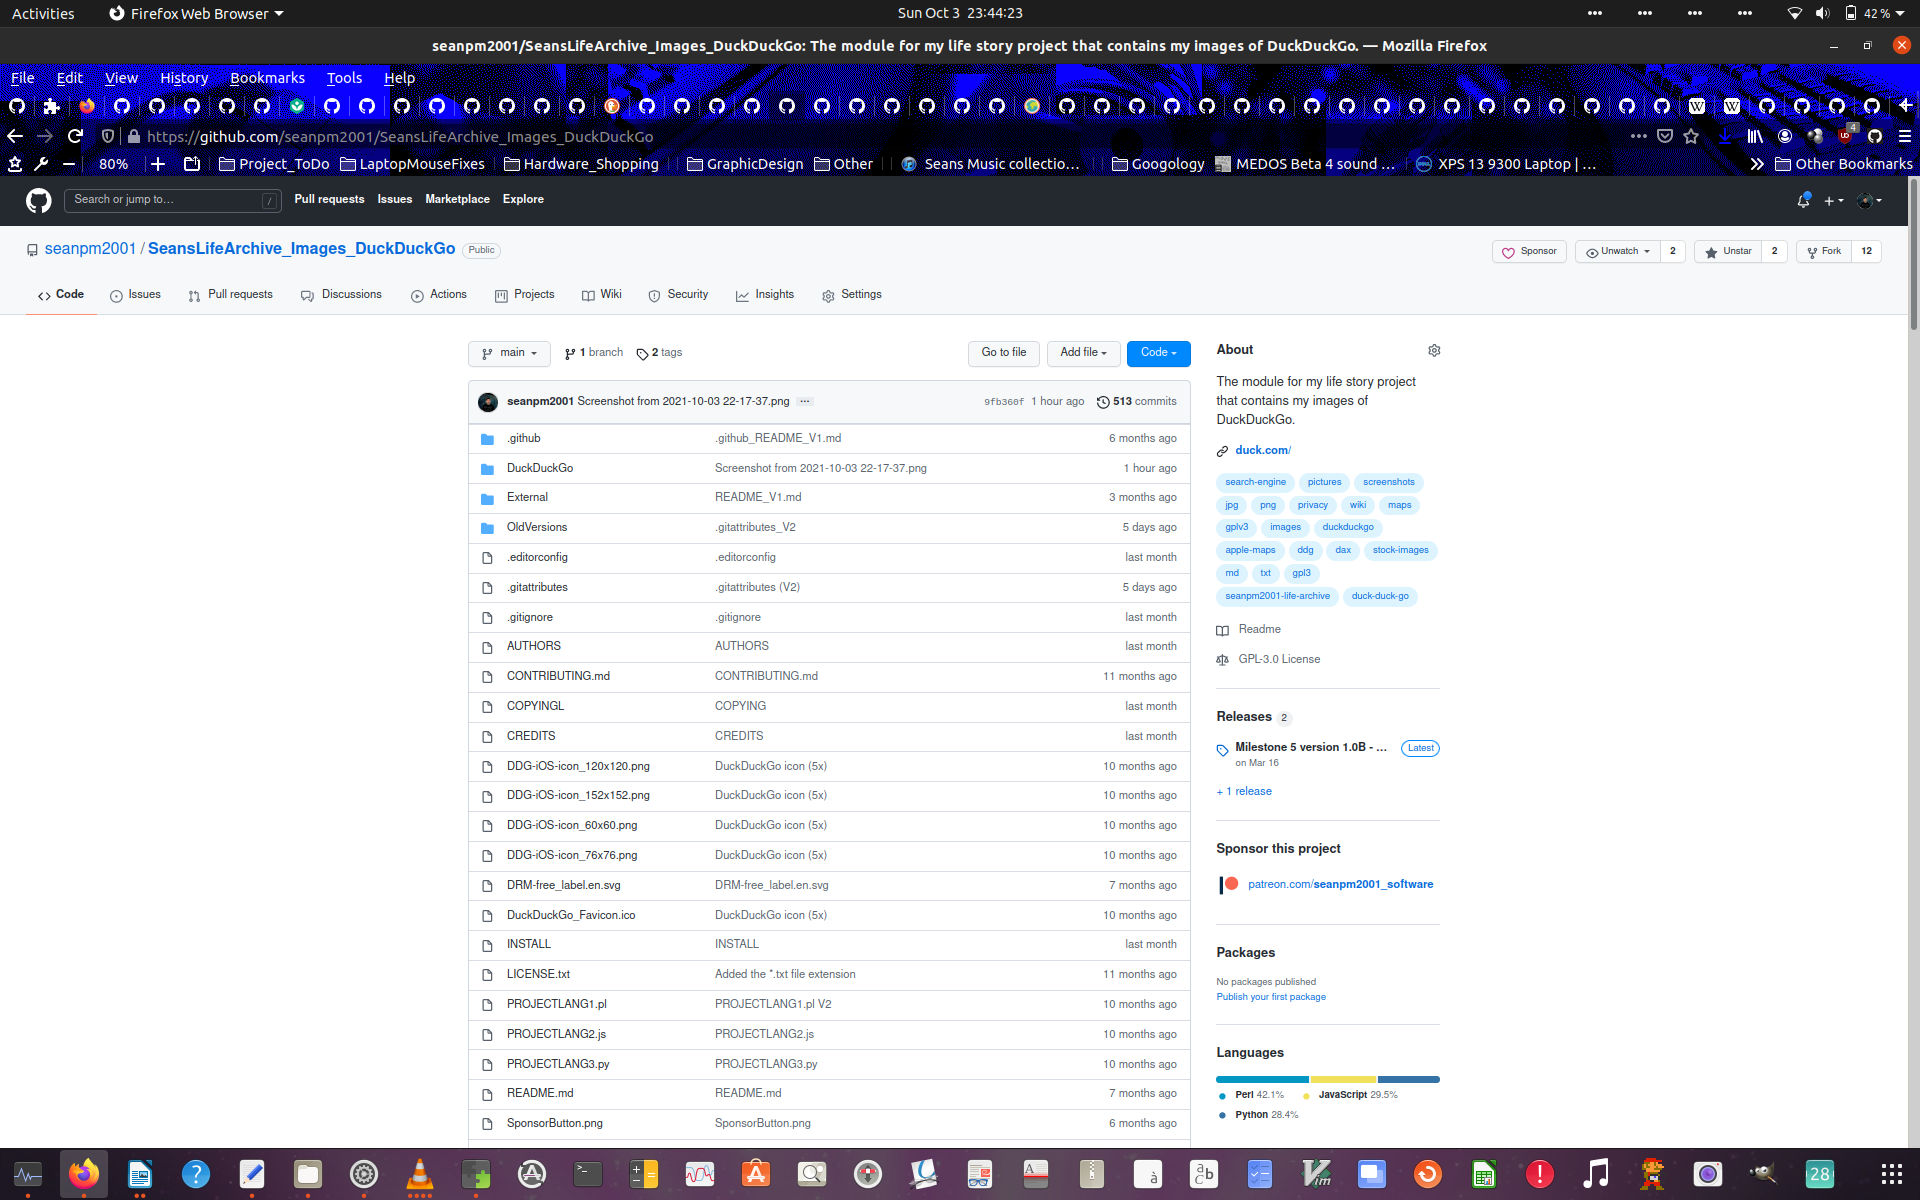 Activities Firefox Web Browser Sun Oct 3 23:44:23 42 %
seanpm2001/SeansLifeArchive_Images_DuckDuckGo: The module for my life story project that contains my images of DuckDuckGo. — Mozilla Firefox
File Edit View History Bookmarks Tools Help
https://github.com/seanpm2001/SeansLifeArchive_Images_DuckDuckGo 4
80% Project_ToDo LaptopMouseFixes Hardware_Shopping GraphicDesign Other Seans Music collectio… Googology MEDOS Beta 4 sound … XPS 13 9300 Laptop | … Other Bookmarks
Search or jump to… / Pull requests Issues Marketplace Explore
seanpm2001 / SeansLifeArchive_Images_DuckDuckGo Public Sponsor Unwatch 2 Unstar 2 Fork 12
Code Issues Pull requests Discussions Actions Projects Wiki Security Insights Settings
main 1 branch 2 tags Go to file Add file Code
seanpm2001 Screenshot from 2021-10-03 22-17-37.png … 9fb360f 1 hour ago 513 commits
.github .github_README_V1.md 6 months ago
DuckDuckGo Screenshot from 2021-10-03 22-17-37.png 1 hour ago
External README_V1.md 3 months ago
OldVersions .gitattributes_V2 5 days ago
.editorconfig .editorconfig last month
.gitattributes .gitattributes (V2) 5 days ago
.gitignore .gitignore last month
AUTHORS AUTHORS last month
CONTRIBUTING.md CONTRIBUTING.md 11 months ago
COPYINGL COPYING last month
CREDITS CREDITS last month
DDG-iOS-icon_120x120.png DuckDuckGo icon (5x) 10 months ago
DDG-iOS-icon_152x152.png DuckDuckGo icon (5x) 10 months ago
DDG-iOS-icon_60x60.png DuckDuckGo icon (5x) 10 months ago
DDG-iOS-icon_76x76.png DuckDuckGo icon (5x) 10 months ago
DRM-free_label.en.svg DRM-free_label.en.svg 7 months ago
DuckDuckGo_Favicon.ico DuckDuckGo icon (5x) 10 months ago
INSTALL INSTALL last month
LICENSE.txt Added the *.txt file extension 11 months ago
PROJECTLANG1.pl PROJECTLANG1.pl V2 10 months ago
PROJECTLANG2.js PROJECTLANG2.js 10 months ago
PROJECTLANG3.py PROJECTLANG3.py 10 months ago
README.md README.md 7 months ago
SponsorButton.png SponsorButton.png 6 months ago
About
The module for my life story project
that contains my images of
DuckDuckGo.
duck.com/
search-engine pictures screenshots
jpg png privacy wiki maps
gplv3 images duckduckgo
apple-maps ddg dax stock-images
md txt gpl3
seanpm2001-life-archive duck-duck-go
Readme
GPL-3.0 License
Releases 2
Milestone 5 version 1.0B - … Latest
on Mar 16
+ 1 release
Sponsor this project
patreon.com/seanpm2001_software
Packages
No packages published
Publish your first package
Languages
Perl 42.1% JavaScript 29.5%
Python 28.4%
28